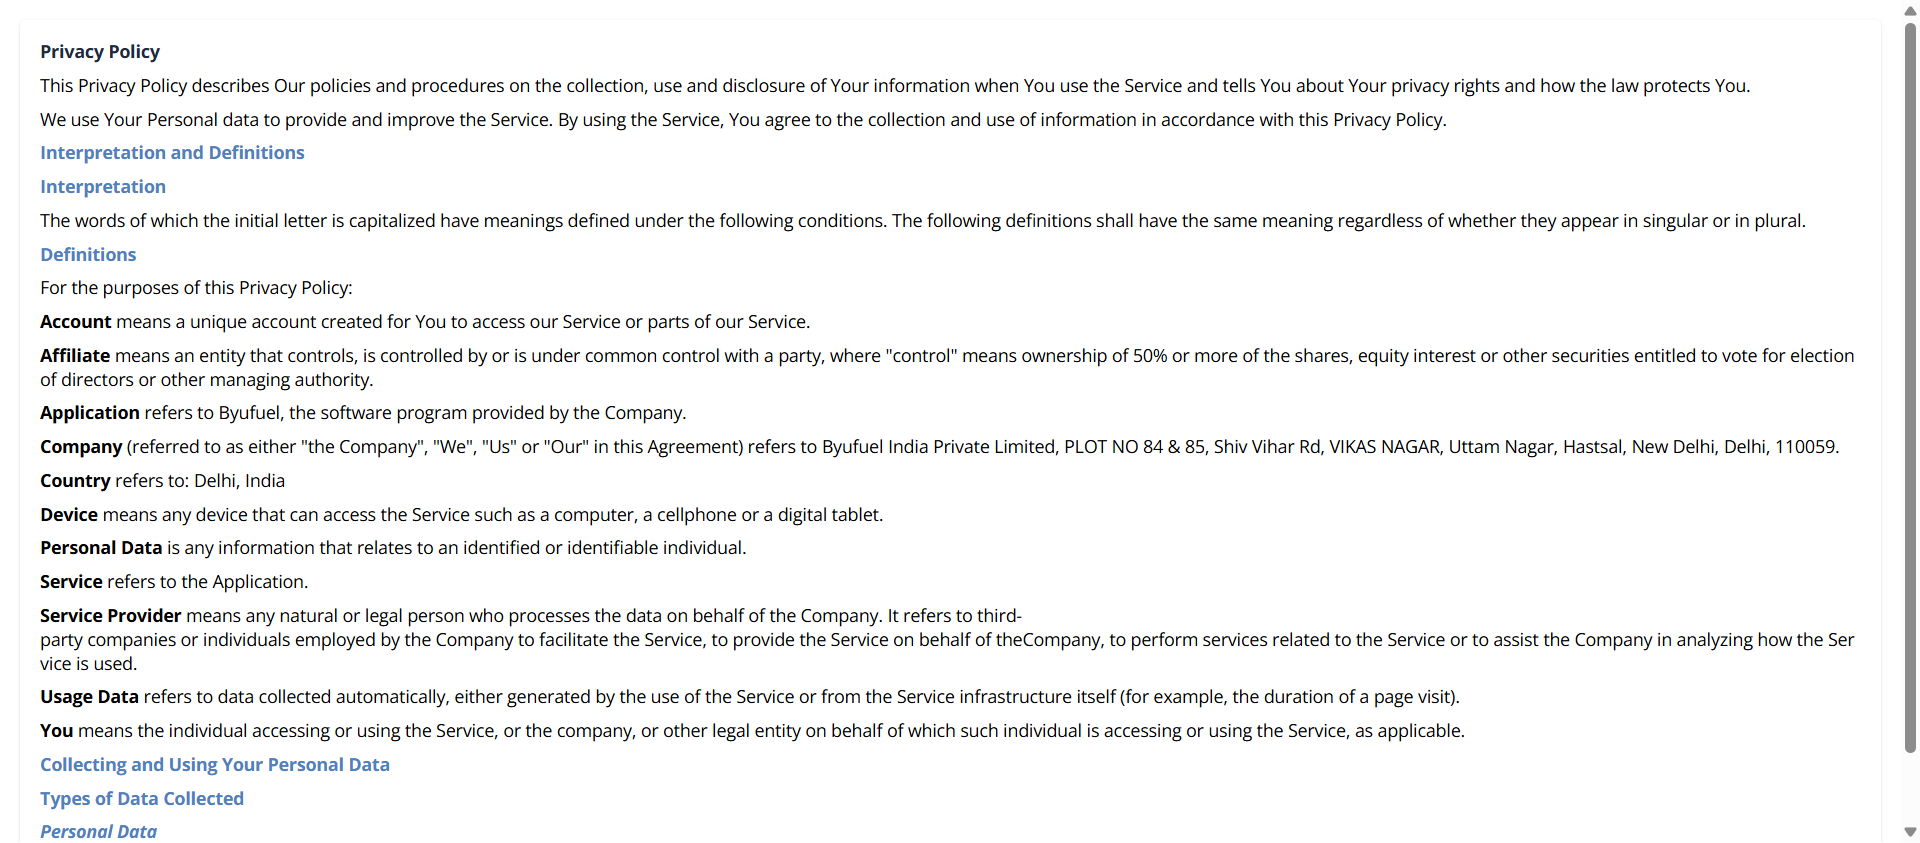 Privacy Policy
This Privacy Policy describes Our policies and procedures on the collection, use and disclosure of Your information when You use the Service and tells You about Your privacy rights and how the law protects You.
We use Your Personal data to provide and improve the Service. By using the Service, You agree to the collection and use of information in accordance with this Privacy Policy.
Interpretation and Definitions
Interpretation
The words of which the initial letter is capitalized have meanings defined under the following conditions. The following definitions shall have the same meaning regardless of whether they appear in singular or in plural.
Definitions
For the purposes of this Privacy Policy:
Account means a unique account created for You to access our Service or parts of our Service.
Affiliate means an entity that controls, is controlled by or is under common control with a party, where "control" means ownership of 50% or more of the shares, equity interest or other securities entitled to vote for election
of directors or other managing authority.
Application refers to Byufuel, the software program provided by the Company.
Company (referred to as either "the Company", "We", "Us" or "Our" in this Agreement) refers to Byufuel India Private Limited, PLOT NO 84 & 85, Shiv Vihar Rd, VIKAS NAGAR, Uttam Nagar, Hastsal, New Delhi, Delhi, 110059.
Country refers to: Delhi, India
Device means any device that can access the Service such as a computer, a cellphone or a digital tablet.
Personal Data is any information that relates to an identified or identifiable individual.
Service refers to the Application.
Service Provider means any natural or legal person who processes the data on behalf of the Company. It refers to third-
party companies or individuals employed by the Company to facilitate the Service, to provide the Service on behalf of theCompany, to perform services related to the Service or to assist the Company in analyzing how the Ser
vice is used.
Usage Data refers to data collected automatically, either generated by the use of the Service or from the Service infrastructure itself (for example, the duration of a page visit).
You means the individual accessing or using the Service, or the company, or other legal entity on behalf of which such individual is accessing or using the Service, as applicable.
Collecting and Using Your Personal Data
Types of Data Collected
Personal Data